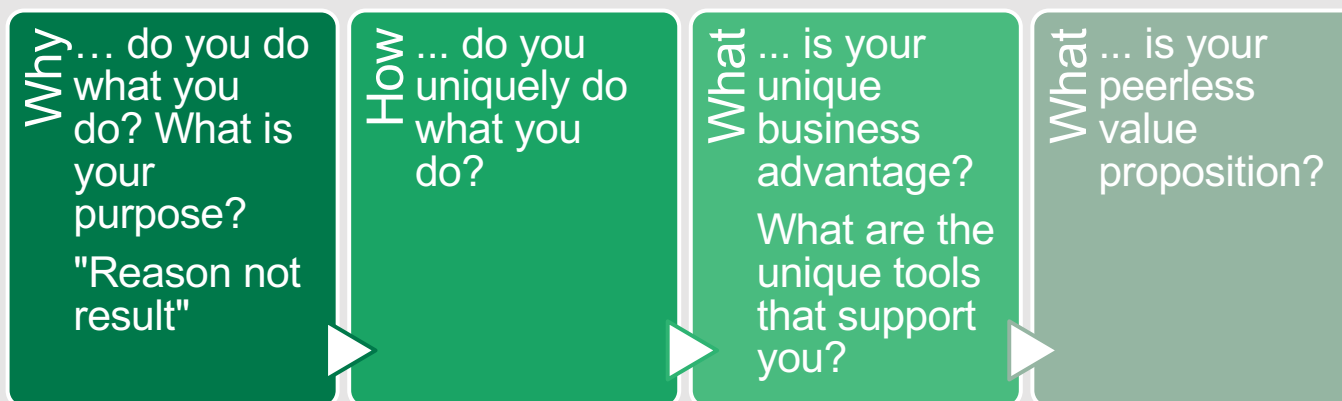 Why
… do you do
what you
do? What is
your
purpose?
"Reason not
result"
How
... do you
uniquely do
what you
do?
What
... is your
unique
business
advantage?
What are the
unique tools
that support
you?
What
... is your
peerless
value
proposition?